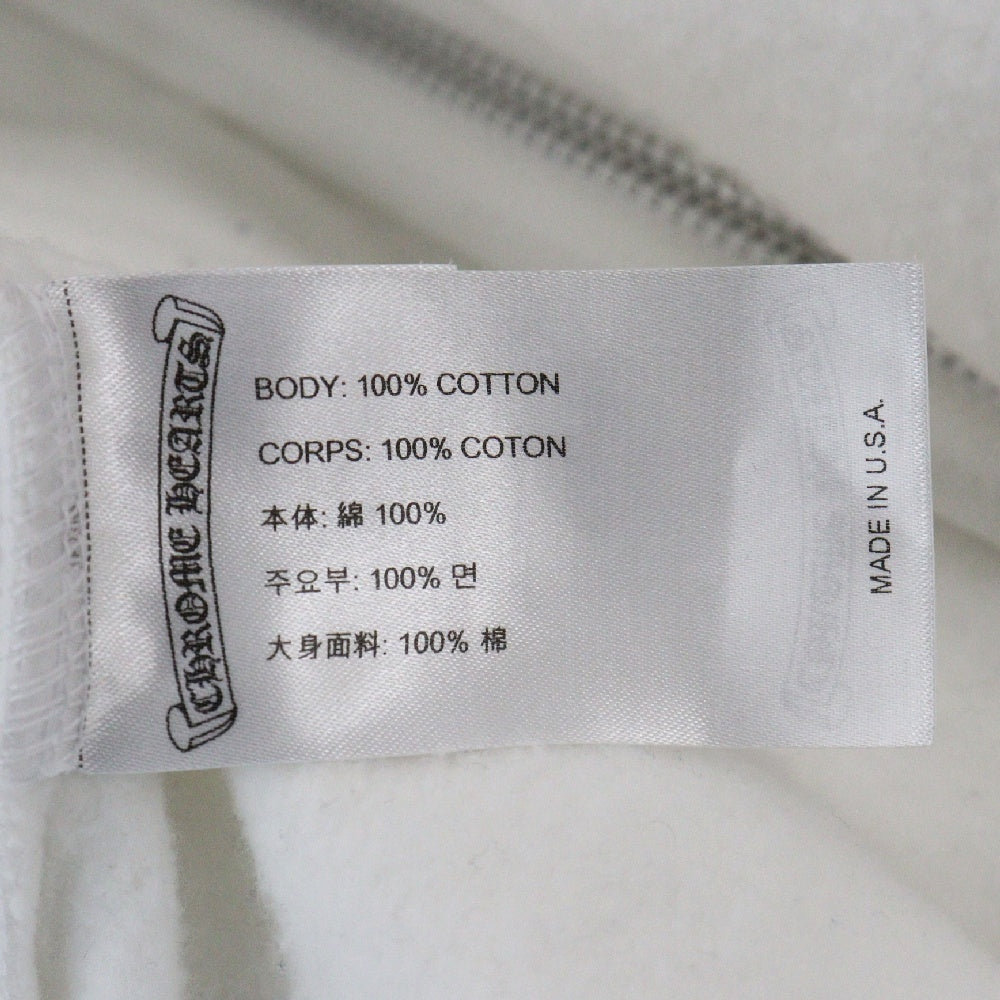 CHROME HEARTS
BODY: 100% COTTON
CORPS: 100% COTON
本体: 綿 100%
주요부: 100% 면
大身面料: 100% 棉
MADE IN U.S.A.